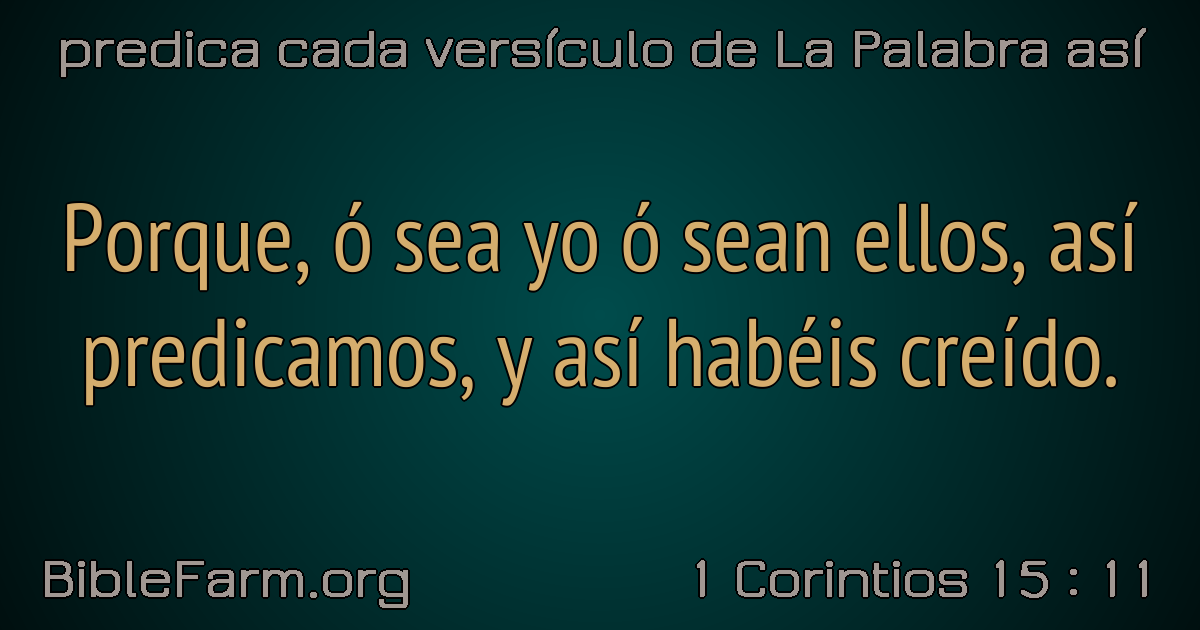 predica cada versículo de La Palabra así
Porque, ó sea yo ó sean ellos, así
predicamos, y así habéis creído.
BibleFarm.org
1 Corintios 15 : 11